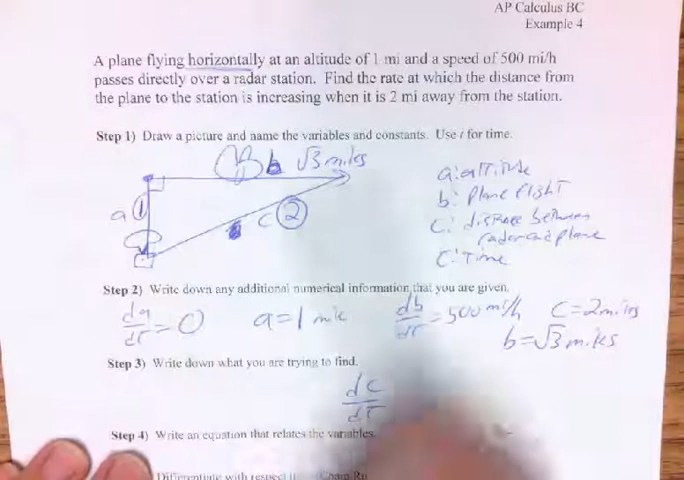 AP Calculus BC
Example 4
A plane flying horizontally at an altitude of 1 mi and a speed of 500 mi/h
passes directly over a radar station. Find the rate at which the distance from
the plane to the station is increasing when it is 2 mi away from the station.
Step 1) Draw a picture and name the variables and constants. Use t for time.
b √3 miles
a 1
c 2
a: altitude
b: plane flight
c: distance between
radar and plane
t: time
Step 2) Write down any additional numerical information that you are given.
da/dt = 0 a = 1 mile db/dt = 500 mi/h c = 2 miles
b = √3 miles
Step 3) Write down what you are trying to find.
dc/dt
Step 4) Write an equation that relates the variables.
Differentiate with respect